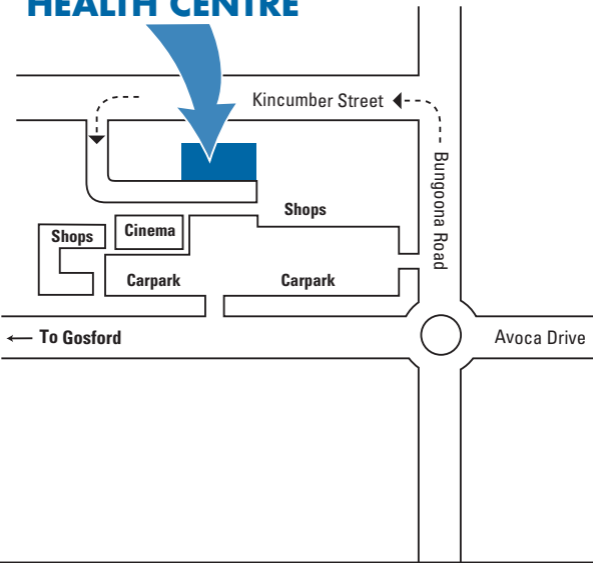 HEALTH CENTRE
Kincumber Street
Bungoona Road
Shops
Cinema
Shops
Carpark
Carpark
To Gosford
Avoca Drive